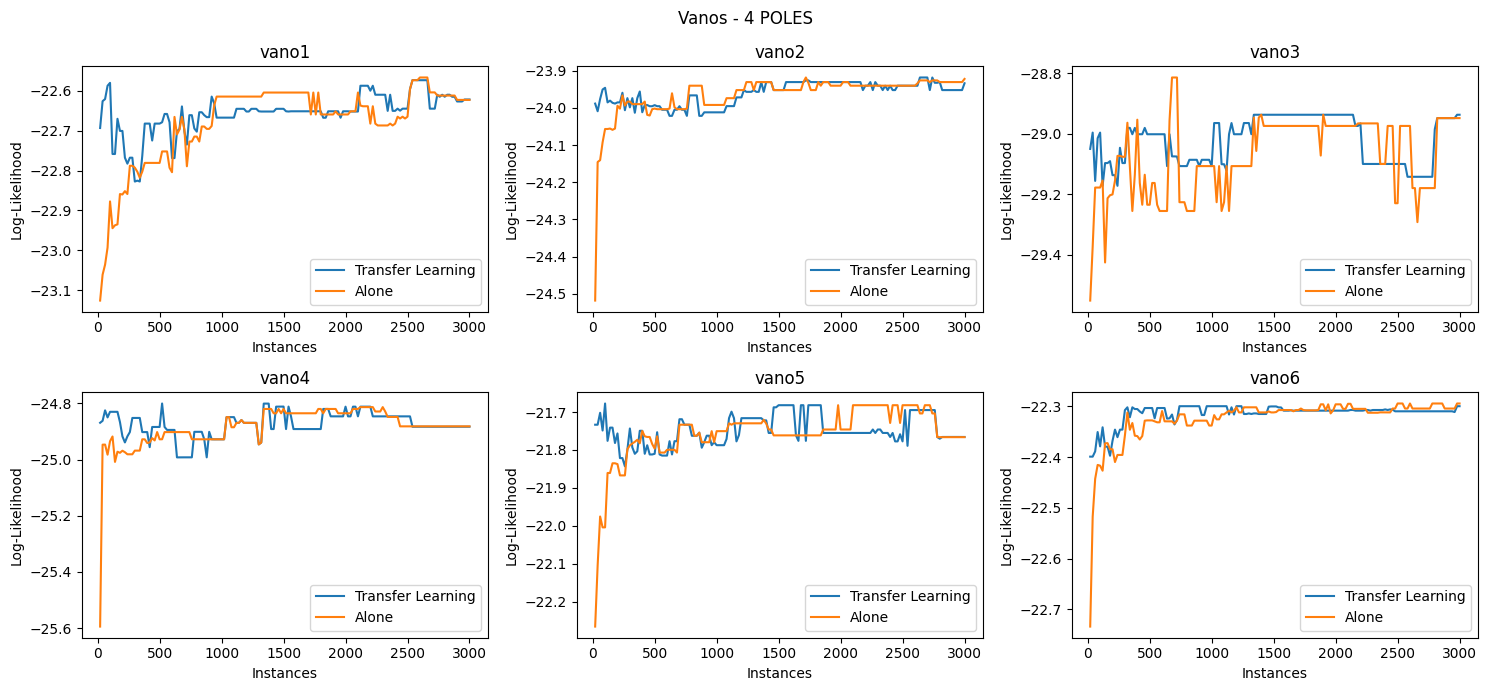 Vanos - 4 POLES
vano1
Log-Likelihood
−22.6
−22.7
−22.8
−22.9
−23.0
−23.1
0
500
1000
1500
2000
2500
3000
Instances
Transfer Learning
Alone
vano2
Log-Likelihood
−23.9
−24.0
−24.1
−24.2
−24.3
−24.4
−24.5
0
500
1000
1500
2000
2500
3000
Instances
Transfer Learning
Alone
vano3
Log-Likelihood
−28.8
−29.0
−29.2
−29.4
0
500
1000
1500
2000
2500
3000
Instances
Transfer Learning
Alone
vano4
Log-Likelihood
−24.8
−25.0
−25.2
−25.4
−25.6
0
500
1000
1500
2000
2500
3000
Instances
Transfer Learning
Alone
vano5
Log-Likelihood
−21.7
−21.8
−21.9
−22.0
−22.1
−22.2
0
500
1000
1500
2000
2500
3000
Instances
Transfer Learning
Alone
vano6
Log-Likelihood
−22.3
−22.4
−22.5
−22.6
−22.7
0
500
1000
1500
2000
2500
3000
Instances
Transfer Learning
Alone